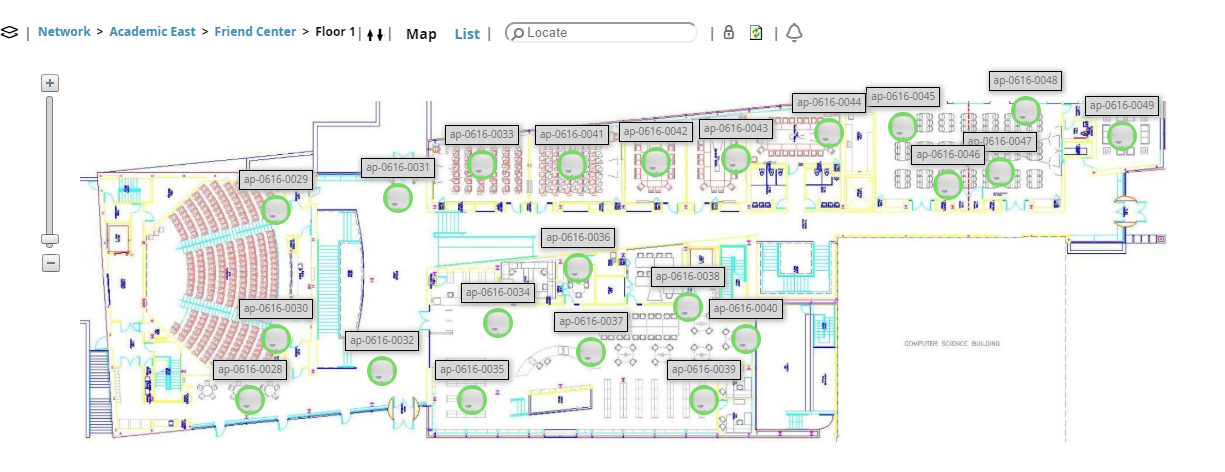 | Network > Academic East > Friend Center > Floor 1 | | Map List | Locate | |
ap-0616-0048
ap-0616-0045
ap-0616-0044
ap-0616-0049
ap-0616-0043
ap-0616-0042
ap-0616-0041
ap-0616-0033
ap-0616-0047
ap-0616-0046
ap-0616-0031
ap-0616-0029
ap-0616-0036
ap-0616-0038
ap-0616-0034
ap-0616-0030
ap-0616-0040
ap-0616-0037
ap-0616-0032
COMPUTER SCIENCE BUILDING
ap-0616-0028
ap-0616-0035
ap-0616-0039